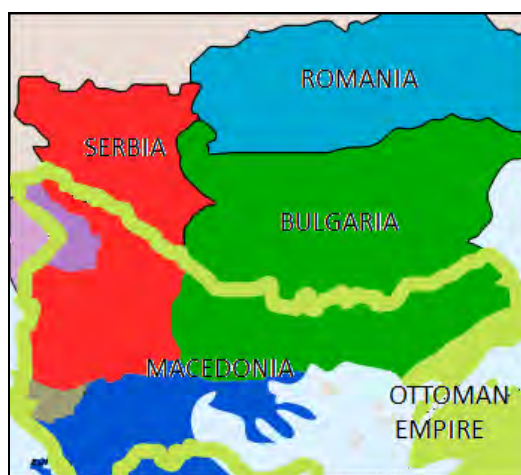 ROMANIA
SERBIA
BULGARIA
MACEDONIA
OTTOMAN
EMPIRE